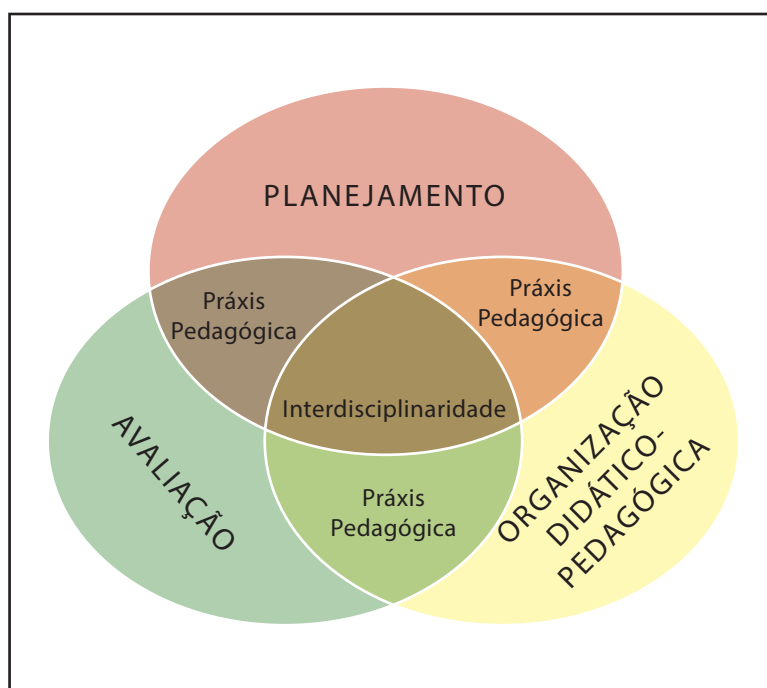 PLANEJAMENTO
Práxis
Pedagógica
Práxis
Pedagógica
Interdisciplinaridade
AVALIAÇÃO
ORGANIZAÇÃO
DIDÁTICO-
PEDAGÓGICA
Práxis
Pedagógica